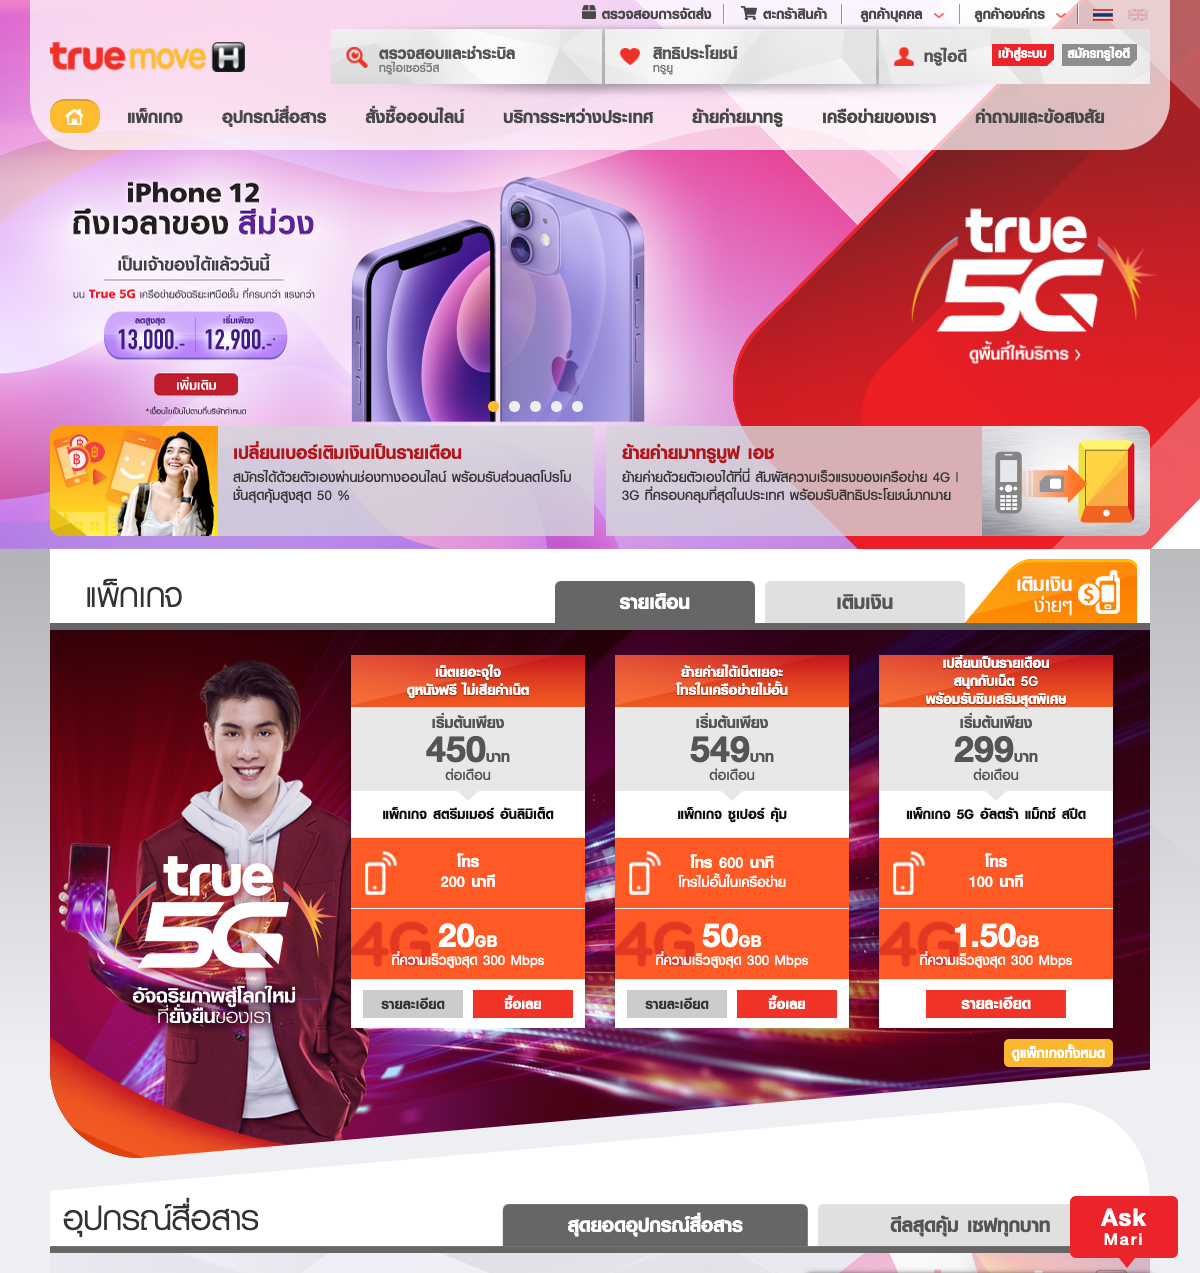 ตรวจสอบการจัดส่ง
ตะกร้าสินค้า
ลูกค้าบุคคล
ลูกค้าองค์กร
true move H
ตรวจสอบและชำระบิล
ทรูไอเซอร์วิส
สิทธิประโยชน์
ทรูยู
ทรูไอดี
เข้าสู่ระบบ
สมัครทรูไอดี
แพ็กเกจ
อุปกรณ์สื่อสาร
สั่งซื้อออนไลน์
บริการระหว่างประเทศ
ย้ายค่ายมาทรู
เครือข่ายของเรา
คำถามและข้อสงสัย
iPhone 12
ถึงเวลาของ สีม่วง
เป็นเจ้าของได้แล้ววันนี้
บน True 5G เครือข่ายอัจฉริยะเหนือชั้น ที่ครบกว่า แรงกว่า
ลดสูงสุด
13,000.-
เริ่มเพียง
12,900.-*
เพิ่มเติม
*เงื่อนไขเป็นไปตามที่บริษัทกำหนด
true
5G
ดูพื้นที่ให้บริการ >
เปลี่ยนเบอร์เติมเงินเป็นรายเดือน
สมัครได้ด้วยตัวเองผ่านช่องทางออนไลน์ พร้อมรับส่วนลดโปรโม
ชั่นสุดคุ้มสูงสุด 50 %
ย้ายค่ายมาทรูมูฟ เอช
ย้ายค่ายด้วยตัวเองได้ที่นี่ สัมผัสความเร็วแรงของเครือข่าย 4G |
3G ที่ครอบคลุมที่สุดในประเทศ พร้อมรับสิทธิประโยชน์มากมาย
แพ็กเกจ
รายเดือน
เติมเงิน
เติมเงิน
ง่ายๆ
true
5G
อัจฉริยภาพสู่โลกใหม่
ที่ยั่งยืนของเรา
เน็ตเยอะจุใจ
ดูหนังฟรี ไม่เสียค่าเน็ต
เริ่มต้นเพียง
450บาท
ต่อเดือน
แพ็กเกจ สตรีมเมอร์ อันลิมิเต็ด
โทร
200 นาที
4G
20GB
ที่ความเร็วสูงสุด 300 Mbps
รายละเอียด
ซื้อเลย
ย้ายค่ายได้เน็ตเยอะ
โทรในเครือข่ายไม่อั้น
เริ่มต้นเพียง
549บาท
ต่อเดือน
แพ็กเกจ ซูเปอร์ คุ้ม
โทร 600 นาที
โทรไม่อั้นในเครือข่าย
4G
50GB
ที่ความเร็วสูงสุด 300 Mbps
รายละเอียด
ซื้อเลย
เปลี่ยนเป็นรายเดือน
สนุกกับเน็ต 5G
พร้อมรับซิมเสริมสุดพิเศษ
เริ่มต้นเพียง
299บาท
ต่อเดือน
แพ็กเกจ 5G อัลตร้า แม็กซ์ สปีด
โทร
100 นาที
4G
1.50GB
ที่ความเร็วสูงสุด 300 Mbps
รายละเอียด
ดูแพ็กเกจทั้งหมด
อุปกรณ์สื่อสาร
สุดยอดอุปกรณ์สื่อสาร
ดีลสุดคุ้ม เซฟทุกบาท
Ask
Mari